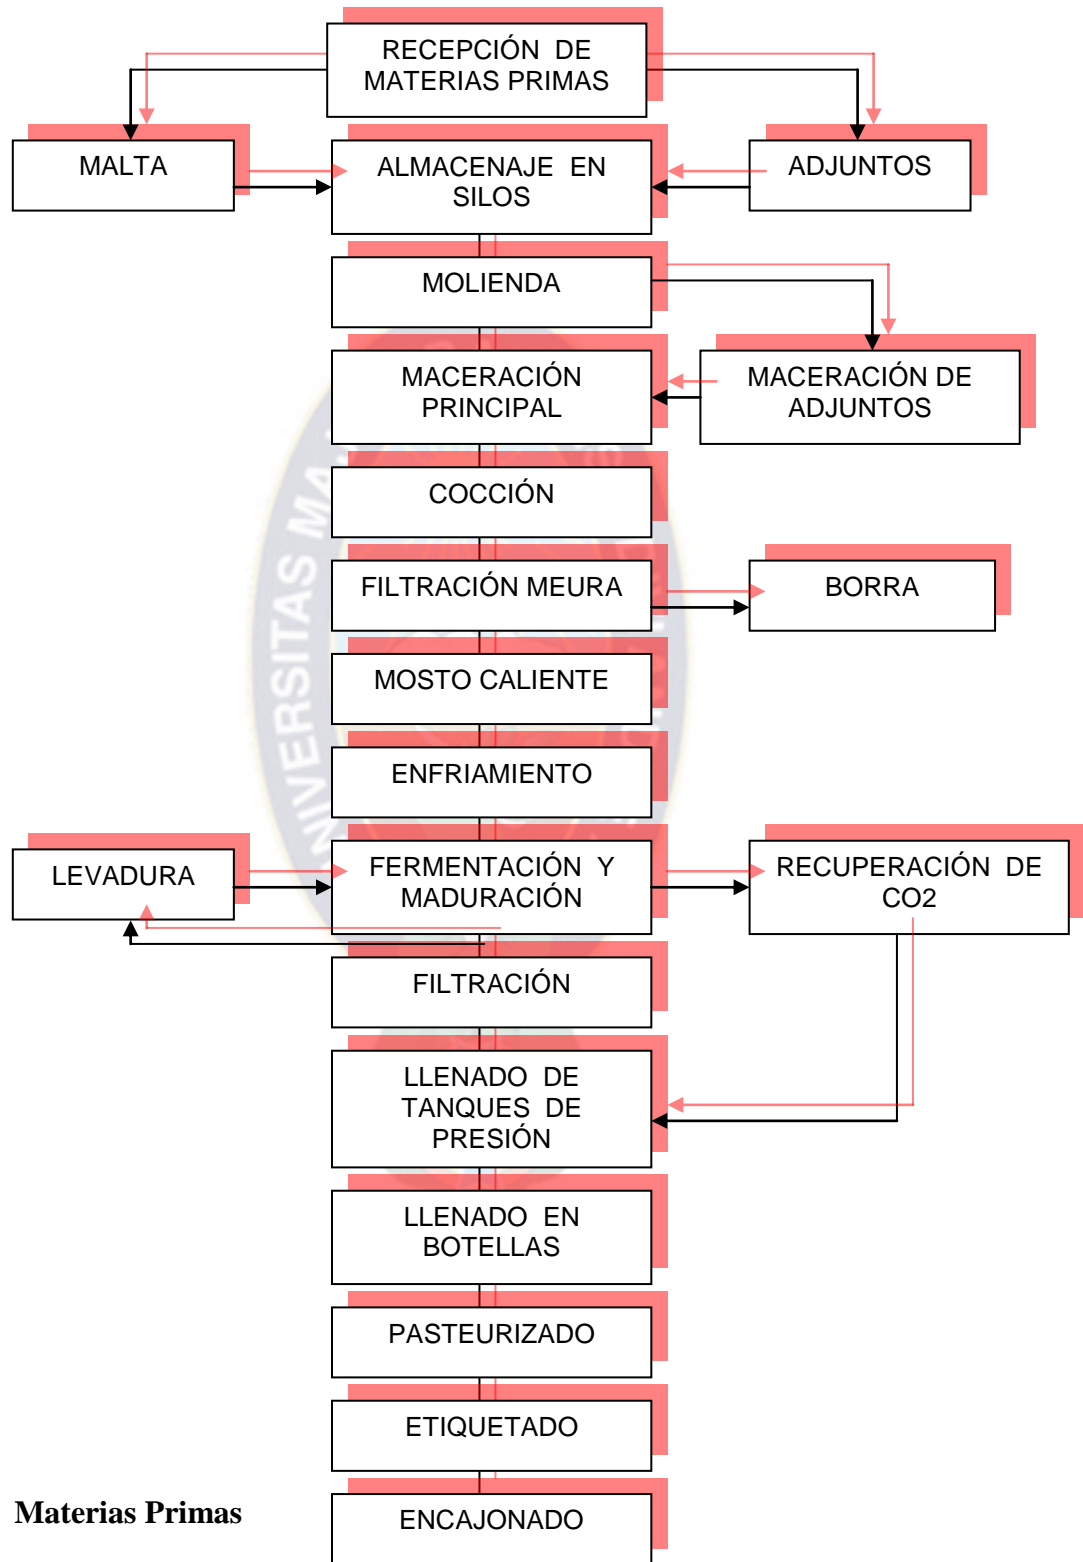 RECEPCIÓN DE
MATERIAS PRIMAS
MALTA
ALMACENAJE EN
SILOS
ADJUNTOS
MOLIENDA
MACERACIÓN
PRINCIPAL
MACERACIÓN DE
ADJUNTOS
COCCIÓN
FILTRACIÓN MEURA
BORRA
MOSTO CALIENTE
ENFRIAMIENTO
LEVADURA
FERMENTACIÓN Y
MADURACIÓN
RECUPERACIÓN DE
CO2
FILTRACIÓN
LLENADO DE
TANQUES DE
PRESIÓN
LLENADO EN
BOTELLAS
PASTEURIZADO
ETIQUETADO
Materias Primas
ENCAJONADO
UNIVERSITAS